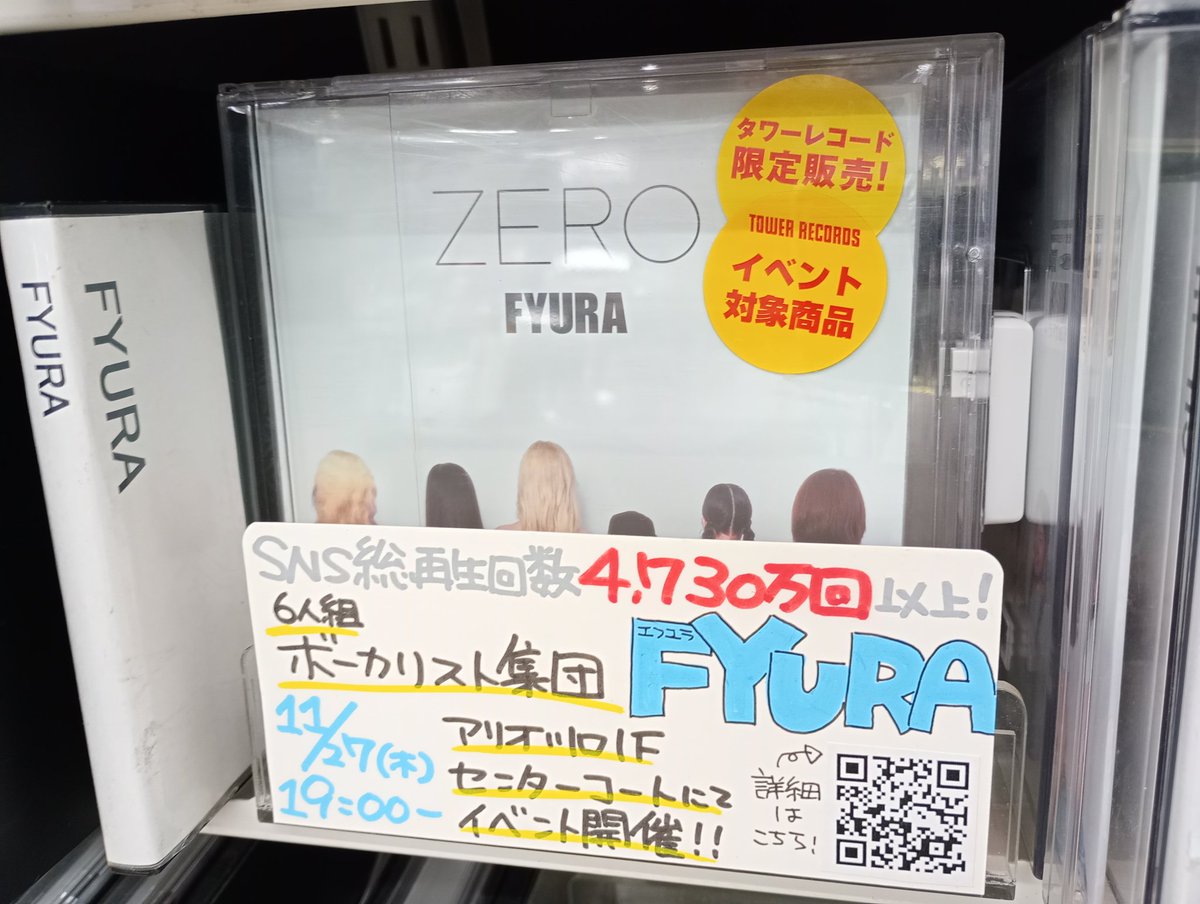 FYURA
FYURA
ZERO
FYURA
タワーレコード
限定販売!
TOWER RECORDS
イベント
対象商品
SNS総再生回数4,730万回以上!
6人組
ボーカリスト集団
エフユラ
FYURA
11/27(木)
19:00-
アリオ川口1F
センターコートにて
イベント開催!!
詳細
は
こちら!